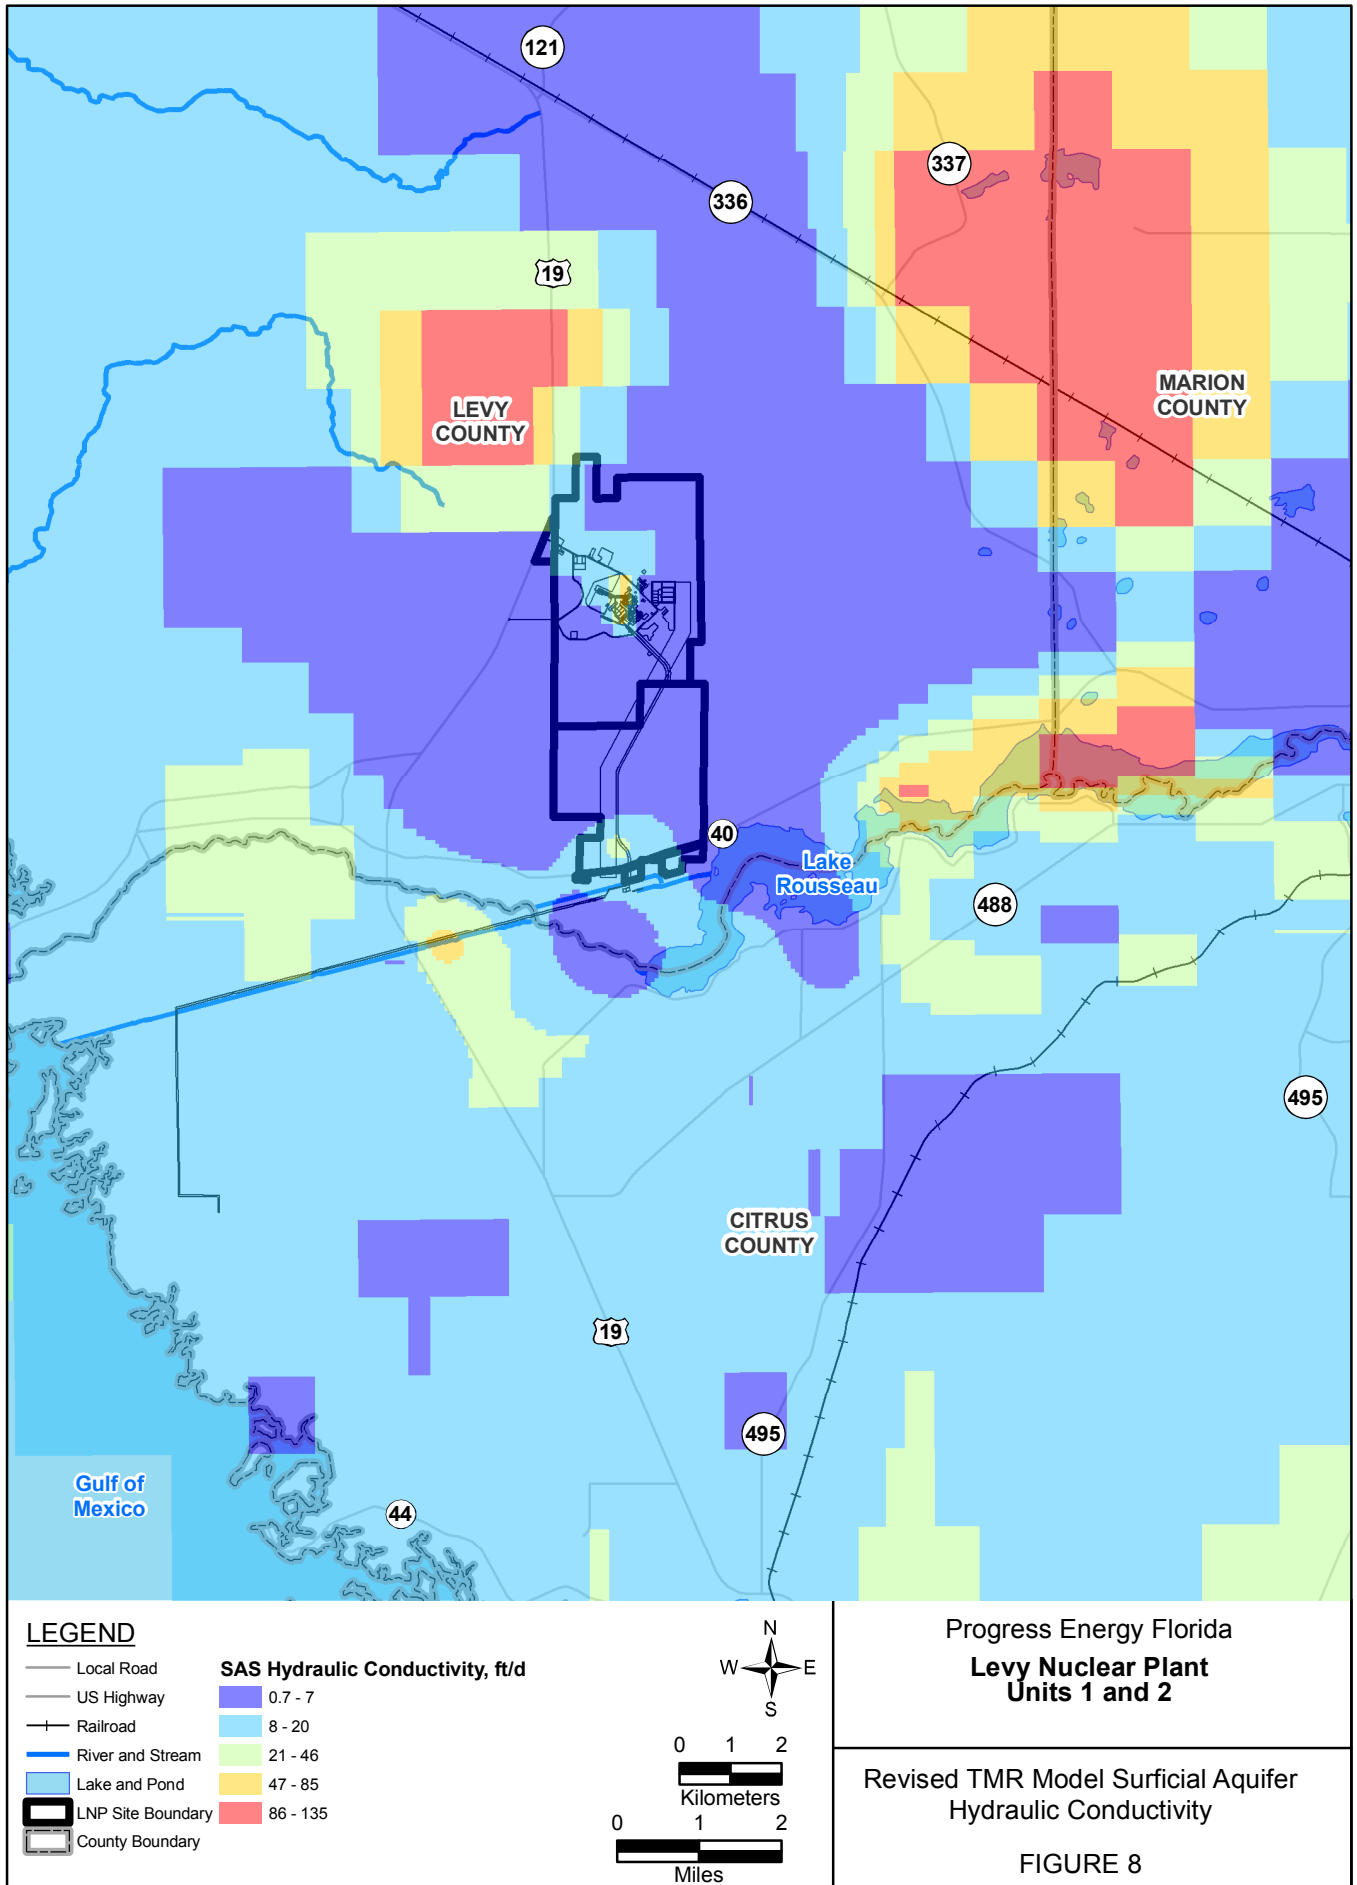 121
337
336
19
MARION
COUNTY
LEVY
COUNTY
40
Lake
Rousseau
488
495
CITRUS
COUNTY
19
495
Gulf of
Mexico
44
LEGEND
Local Road
US Highway
Railroad
River and Stream
Lake and Pond
LNP Site Boundary
County Boundary
SAS Hydraulic Conductivity, ft/d
0.7 - 7
8 - 20
21 - 46
47 - 85
86 - 135
N
W E
S
0 1 2
Kilometers
0 1 2
Miles
Progress Energy Florida
Levy Nuclear Plant
Units 1 and 2
Revised TMR Model Surficial Aquifer
Hydraulic Conductivity
FIGURE 8